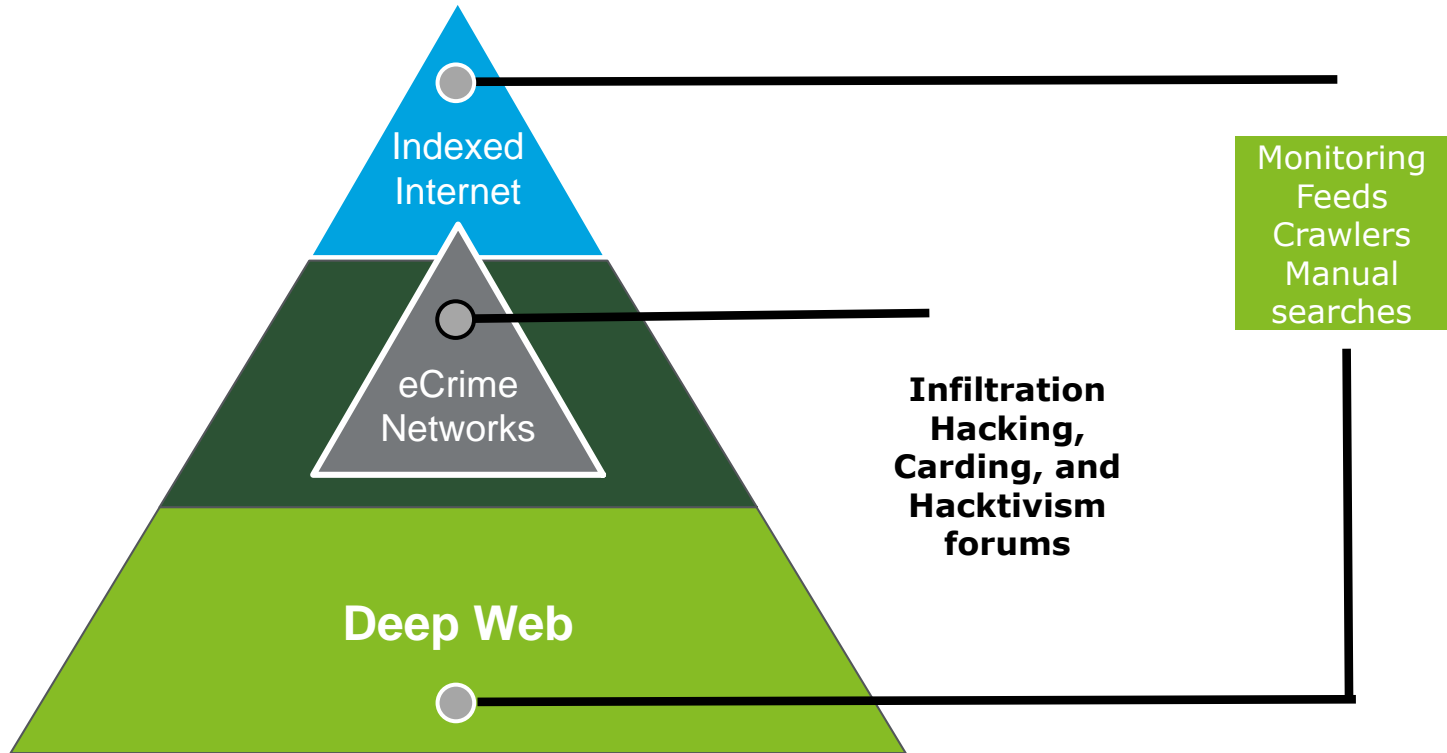 Indexed
Internet
Monitoring
Feeds
Crawlers
Manual
searches
eCrime
Networks
Infiltration
Hacking,
Carding, and
Hacktivism
forums
Deep Web